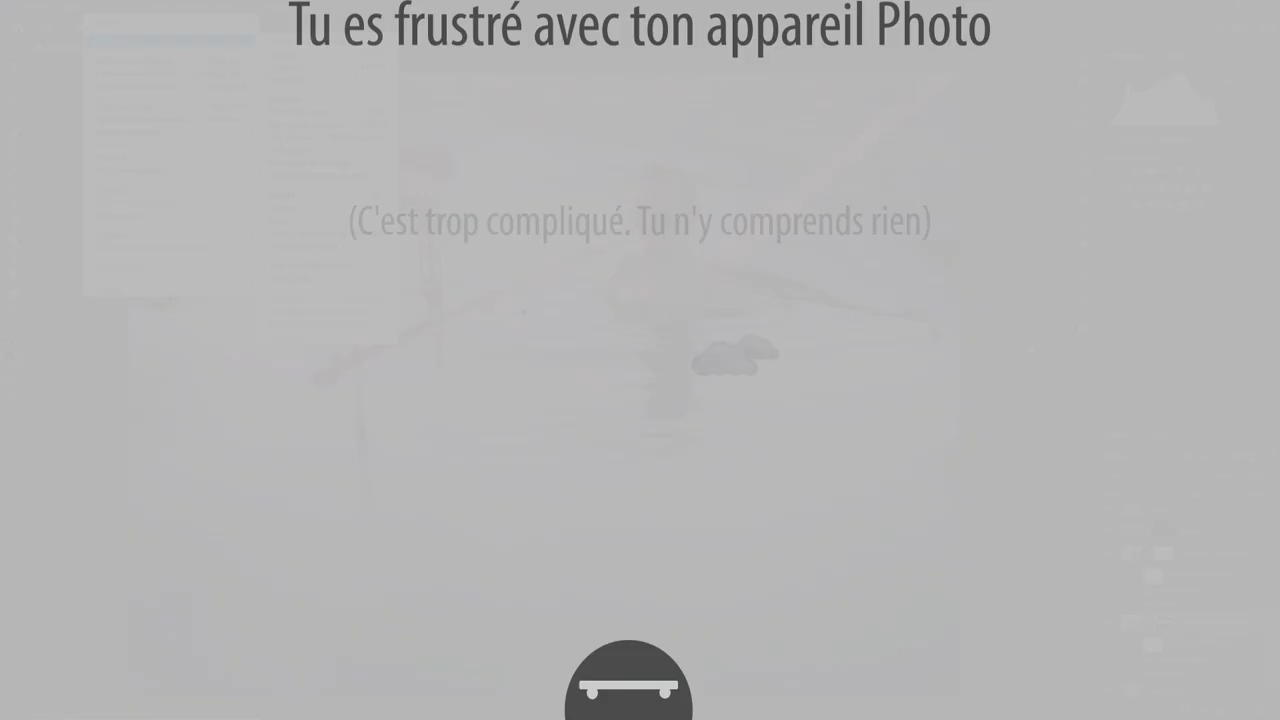 Tu es frustré avec ton appareil Photo
(C'est trop compliqué. Tu n'y comprends rien)